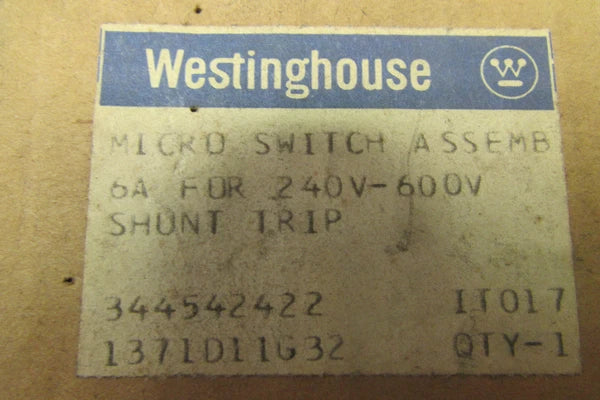 Westinghouse
MICRO SWITCH ASSEMB
6A FOR 240V-600V
SHUNT TRIP
344542422 IT017
1371D11G32 QTY-1